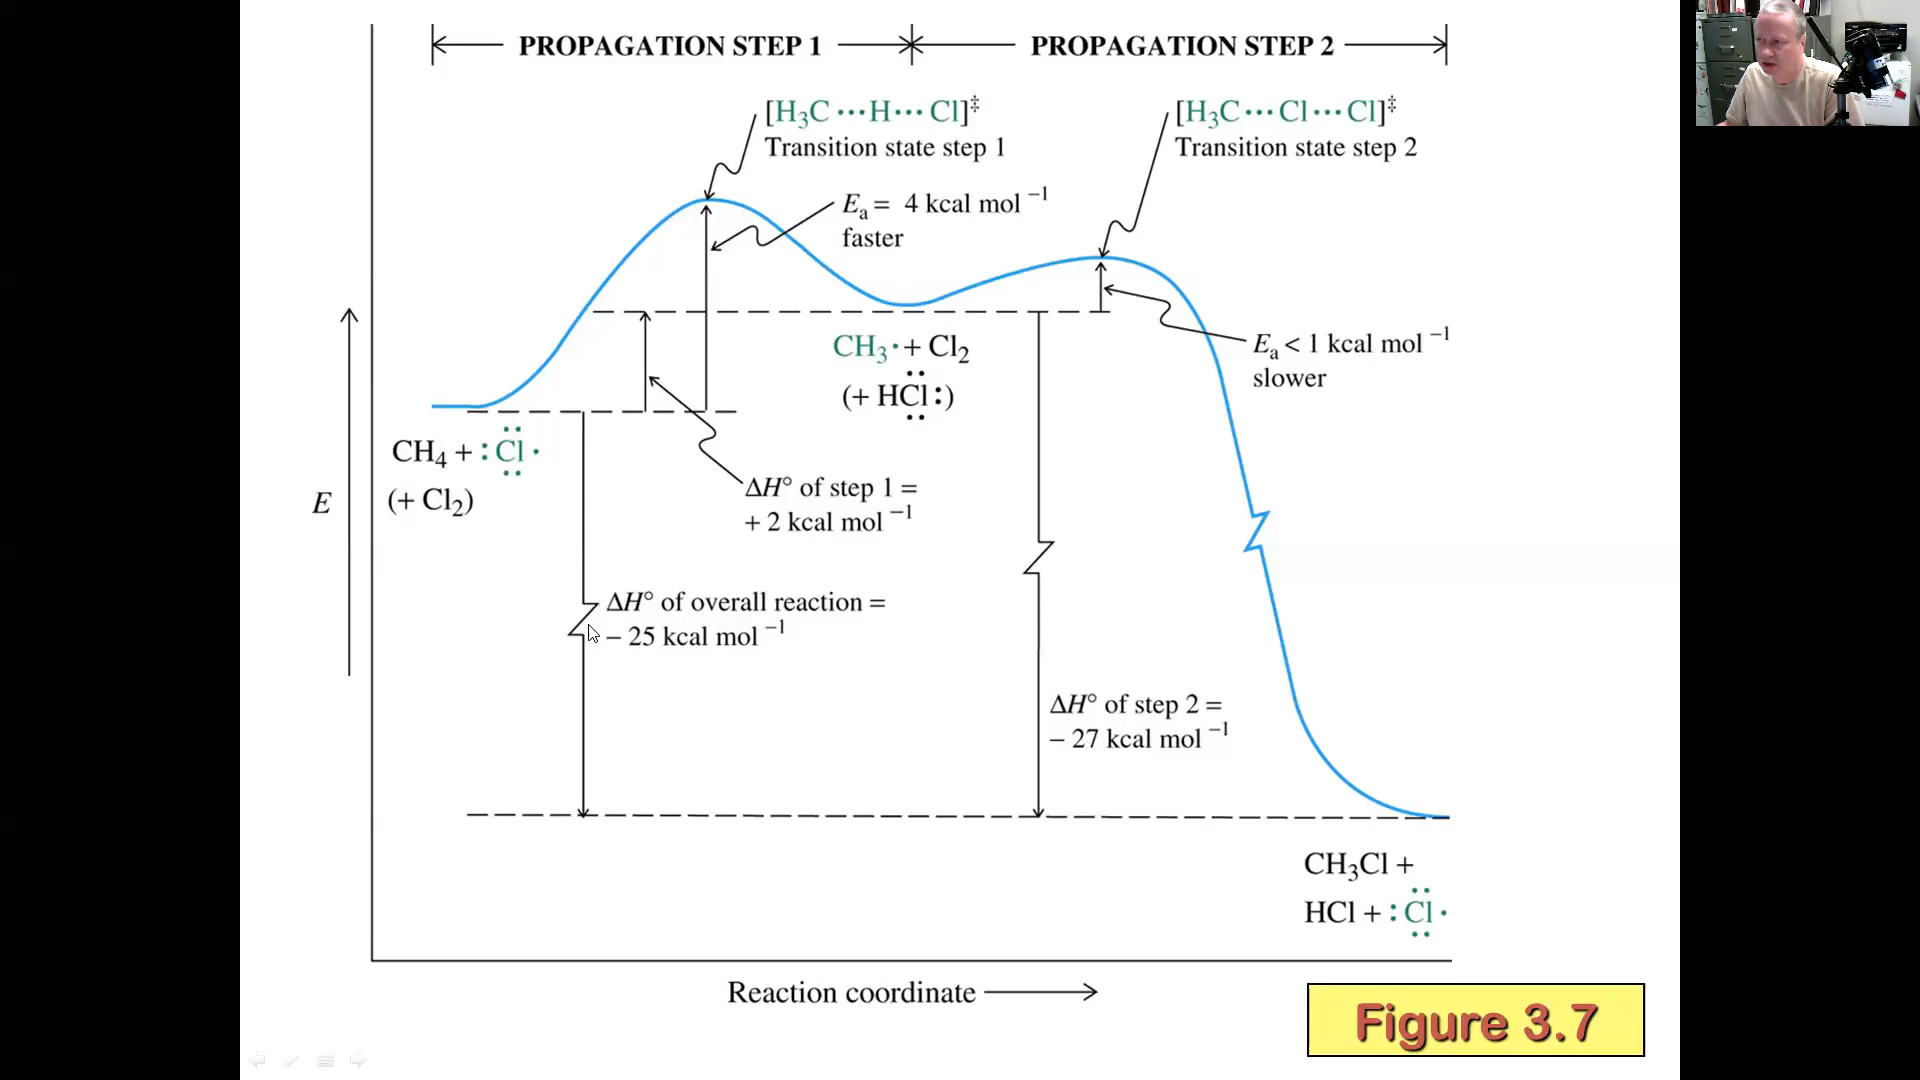 PROPAGATION STEP 1
PROPAGATION STEP 2
[H₃C ···H··· Cl]‡
Transition state step 1
[H₃C ··· Cl ··· Cl]‡
Transition state step 2
Eₐ = 4 kcal mol ⁻¹
faster
CH₃· + Cl₂
(+ HCl:)
Eₐ < 1 kcal mol ⁻¹
slower
CH₄ + :Cl·
(+ Cl₂)
E
ΔH° of step 1 =
+ 2 kcal mol ⁻¹
ΔH° of overall reaction =
– 25 kcal mol ⁻¹
ΔH° of step 2 =
– 27 kcal mol ⁻¹
CH₃Cl +
HCl + :Cl·
Reaction coordinate
Figure 3.7